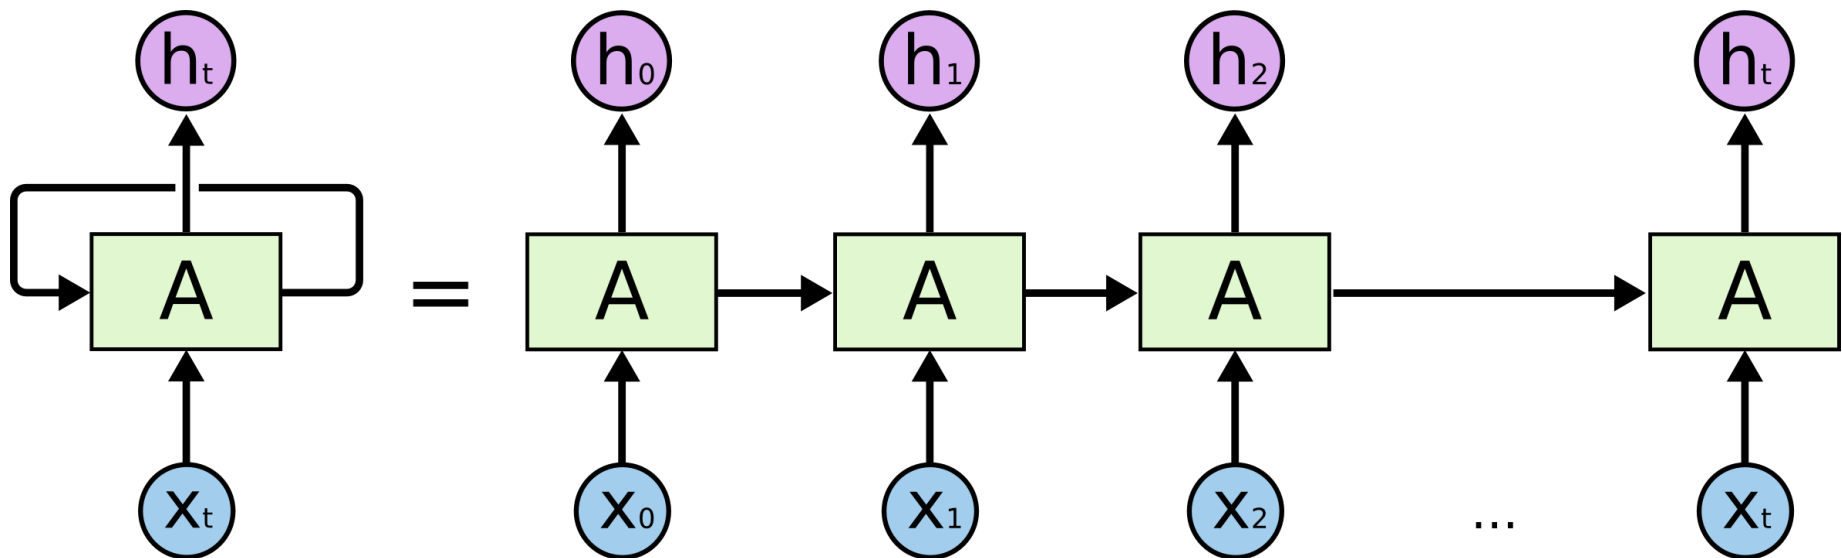 hₜ h₀ h₁ h₂ hₜ
A = A A A A
xₜ x₀ x₁ x₂ ... xₜ